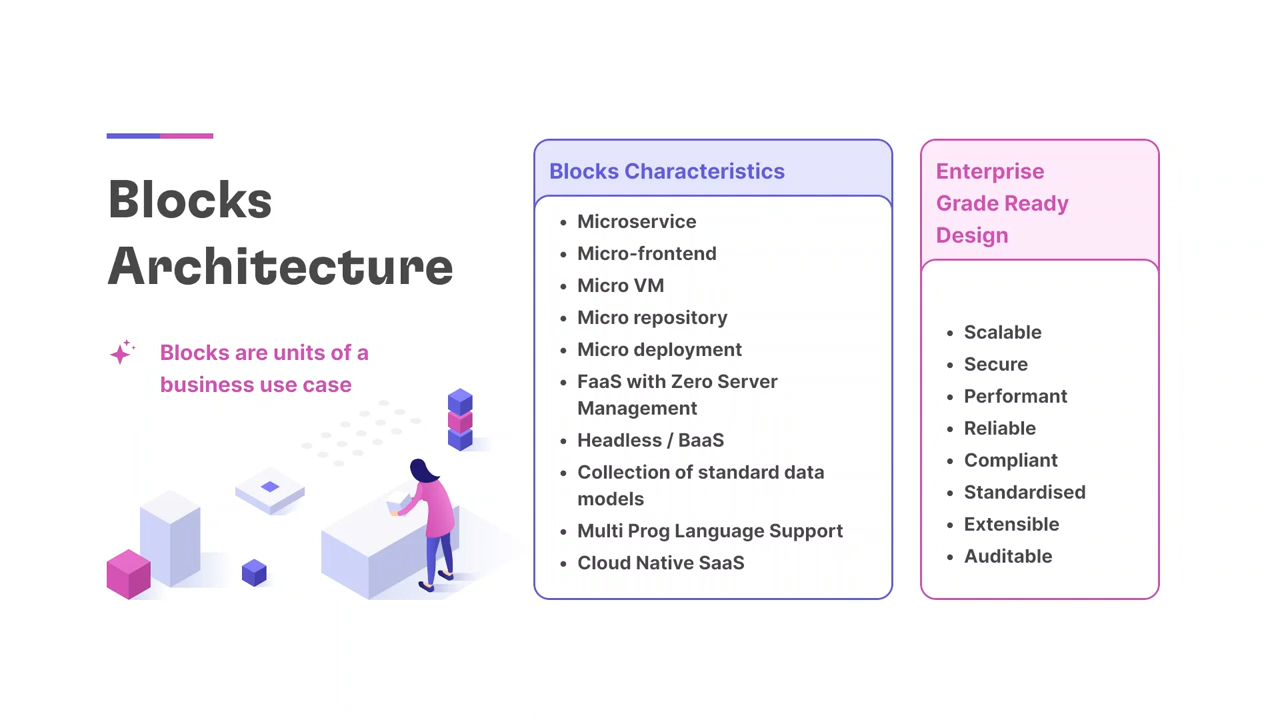 Blocks
Architecture
Blocks are units of a
business use case
Blocks Characteristics
• Microservice
• Micro-frontend
• Micro VM
• Micro repository
• Micro deployment
• FaaS with Zero Server
Management
• Headless / BaaS
• Collection of standard data
models
• Multi Prog Language Support
• Cloud Native SaaS
Enterprise
Grade Ready
Design
• Scalable
• Secure
• Performant
• Reliable
• Compliant
• Standardised
• Extensible
• Auditable